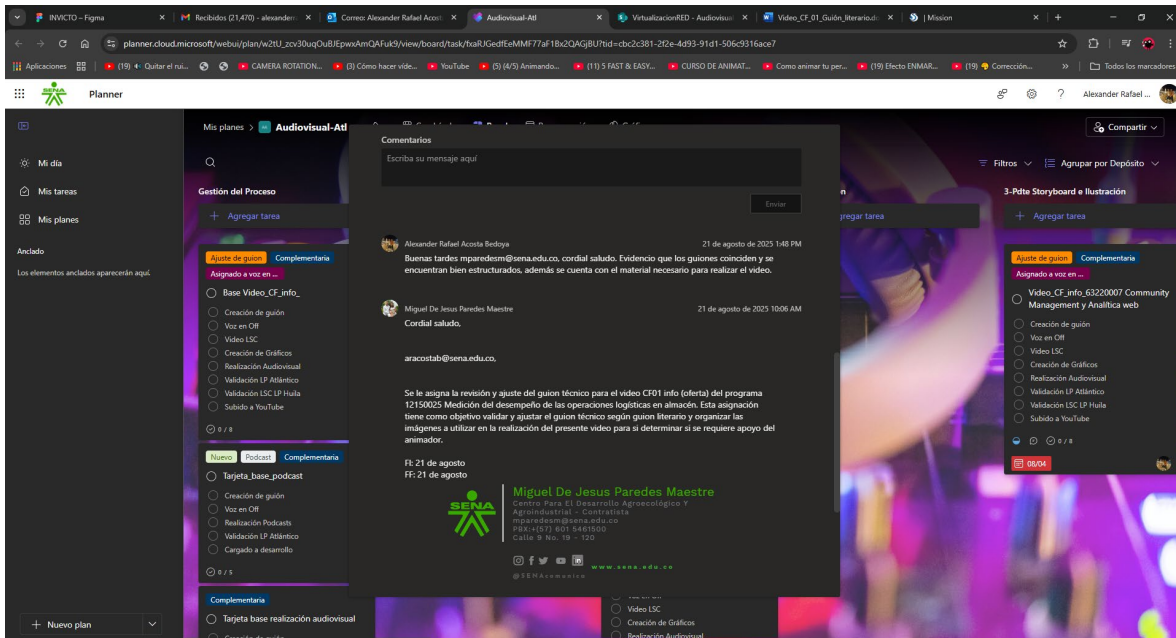 INVICTO – Figma
Recibidos (21,470) - alexanderr
Correo: Alexander Rafael Acost
Audiovisual-Atl
VirtualizacionRED - Audiovisual
Video_CF_01_Guión_literario.do
| Mission
planner.cloud.microsoft/webui/plan/w2tU_zcv30uqOuBJEpwxAmQAFuk9/view/board/task/fxaRJGedfEeMMF77aF1Bx2QAGjBU?tid=cbc2c381-2f2e-4d93-91d1-506c9316ace7
Aplicaciones
(19) Quitar el rui...
CAMERA ROTATION...
(3) Cómo hacer víde...
YouTube
(5) (4/5) Animando...
(11) 5 FAST & EASY...
CURSO DE ANIMAT...
Como animar tu per...
(19) Efecto ENMAR...
(19) Corrección...
Todos los marcadores
SENA
Planner
Alexander Rafael ...
Mi día
Mis tareas
Mis planes
Anclado
Los elementos anclados aparecerán aquí.
Nuevo plan
Mis planes > Audiovisual-Atl
Compartir
Filtros
Agrupar por Depósito
Gestión del Proceso
Agregar tarea
Ajuste de guion
Complementaria
Asignado a voz en ...
Base Video_CF_info_
Creación de guión
Voz en Off
Video LSC
Creación de Gráficos
Realización Audiovisual
Validación LP Atlántico
Validación LSC LP Huila
Subido a YouTube
0 / 8
Nuevo
Podcast
Complementaria
Tarjeta_base_podcast
Creación de guión
Voz en Off
Realización Podcasts
Validación LP Atlántico
Cargado a desarrollo
0 / 5
Complementaria
Tarjeta base realización audiovisual
Comentarios
Escriba su mensaje aquí
Enviar
Alexander Rafael Acosta Bedoya
21 de agosto de 2025 1:48 PM
Buenas tardes mparedesm@sena.edu.co, cordial saludo. Evidencio que los guiones coinciden y se
encuentran bien estructurados, además se cuenta con el material necesario para realizar el video.
Miguel De Jesus Paredes Maestre
21 de agosto de 2025 10:06 AM
Cordial saludo,
aracostab@sena.edu.co,
Se le asigna la revisión y ajuste del guion técnico para el video CF01 info (oferta) del programa
12150025 Medición del desempeño de las operaciones logísticas en almacén. Esta asignación
tiene como objetivo validar y ajustar el guion técnico según guion literario y organizar las
imágenes a utilizar en la realización del presente video para si determinar si se requiere apoyo del
animador.
FI: 21 de agosto
FF: 21 de agosto
SENA
Miguel De Jesus Paredes Maestre
Centro Para El Desarrollo Agroecológico Y
Agroindustrial - Contratista
mparedesm@sena.edu.co
PBX:+(57) 601 5461500
Calle 9 No. 19 - 120
www.sena.edu.co
@SENAcomunica
Video LSC
Creación de Gráficos
Realización Audiovisual
3-Pdte Storyboard e Ilustración
Agregar tarea
Ajuste de guion
Complementaria
Asignado a voz en ...
Video_CF_info_63220007 Community
Management y Analítica web
Creación de guión
Voz en Off
Video LSC
Creación de Gráficos
Realización Audiovisual
Validación LP Atlántico
Validación LSC LP Huila
Subido a YouTube
0 / 8
08/04